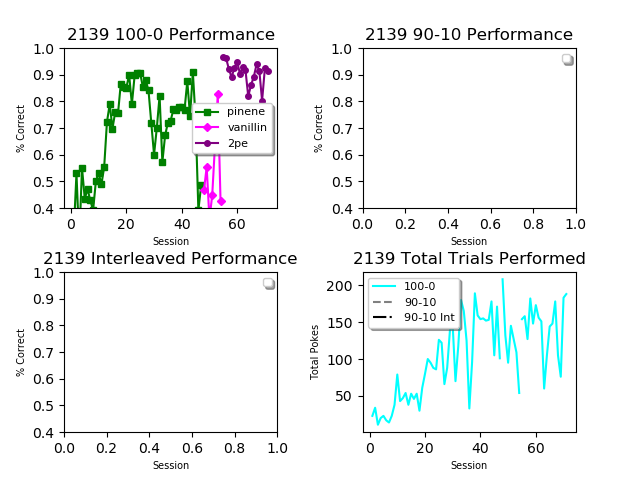 2139 100-0 Performance
1.0
0.9
0.8
0.7
0.6
0.5
0.4
% Correct
pinene
vanillin
2pe
0
20
40
60
Session
2139 90-10 Performance
1.0
0.9
0.8
0.7
0.6
0.5
0.4
% Correct
0.0
0.2
0.4
0.6
0.8
1.0
Session
2139 Interleaved Performance
1.0
0.9
0.8
0.7
0.6
0.5
0.4
% Correct
0.0
0.2
0.4
0.6
0.8
1.0
Session
2139 Total Trials Performed
200
150
100
50
Total Pokes
100-0
90-10
90-10 Int
0
20
40
60
Session